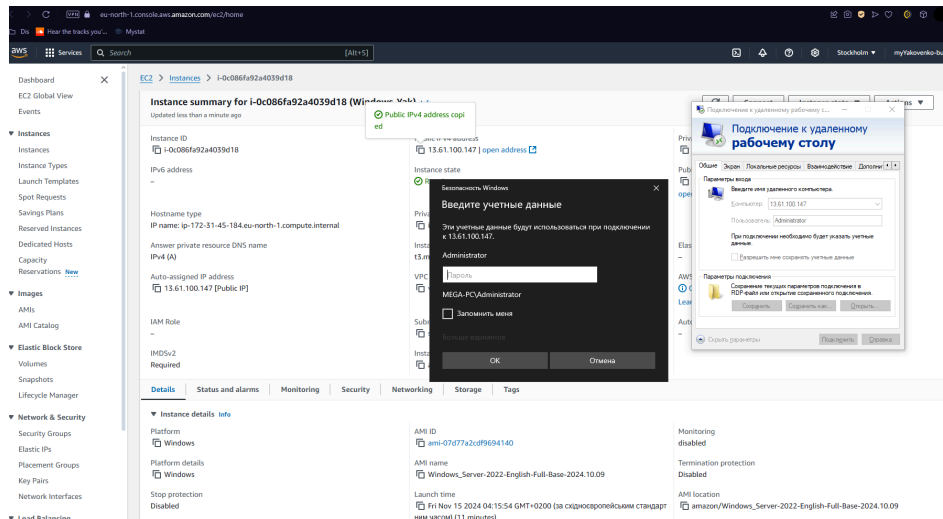 VPN eu-north-1.console.aws.amazon.com/ec2/home
Dis Hear the tracks you'... Mystat
aws Services Search [Alt+S] Stockholm
Dashboard
EC2 Global View
Events
Instances
Instances
Instance Types
Launch Templates
Spot Requests
Savings Plans
Reserved Instances
Dedicated Hosts
Capacity
Reservations New
Images
AMIs
AMI Catalog
Elastic Block Store
Volumes
Snapshots
Lifecycle Manager
Network & Security
Security Groups
Elastic IPs
Placement Groups
Key Pairs
Network Interfaces
Load Balancing
EC2 > Instances > i-0c086fa92a4039d18
Instance summary for i-0c086fa92a4039d18
Updated less than a minute ago
Public IPv4 address copi
ed
Instance ID
i-0c086fa92a4039d18
IPv6 address
–
Hostname type
IP name: ip-172-31-45-184.eu-north-1.compute.internal
Answer private resource DNS name
IPv4 (A)
Auto-assigned IP address
13.61.100.147 [Public IP]
IAM Role
–
IMDSv2
Required
13.61.100.147 | open address
Instance state
Безопасность Windows
Введите учетные данные
Эти учетные данные будут использоваться при подключении
к 13.61.100.147.
Administrator
Пароль
MEGA-PC\Administrator
Запомнить меня
Больше вариантов
OK Отмена
Подключение к удаленному рабочему с...
Подключение к удаленному
рабочему столу
Общие Экран Локальные ресурсы Взаимодействие
Параметры входа
Введите имя удаленного компьютера.
Компьютер: 13.61.100.147
Пользователь: Administrator
При подключении необходимо будет указать учетные
данные.
Разрешить мне сохранять учетные данные
Параметры подключения
Сохранение текущих параметров подключения в
RDP-файл или открытие сохраненного подключения.
Сохранить Сохранить как... Открыть...
Скрыть параметры Подключить Справка
Details Status and alarms Monitoring Security Networking Storage Tags
Instance details Info
Platform
Windows
Platform details
Windows
Stop protection
Disabled
AMI ID
ami-07d77a2cdf9694140
AMI name
Windows_Server-2022-English-Full-Base-2024.10.09
Launch time
Fri Nov 15 2024 04:15:54 GMT+0200 (за східноєвропейським стандарт
ним часом) (11 minutes)
Monitoring
disabled
Termination protection
Disabled
AMI location
amazon/Windows_Server-2022-English-Full-Base-2024.10.09